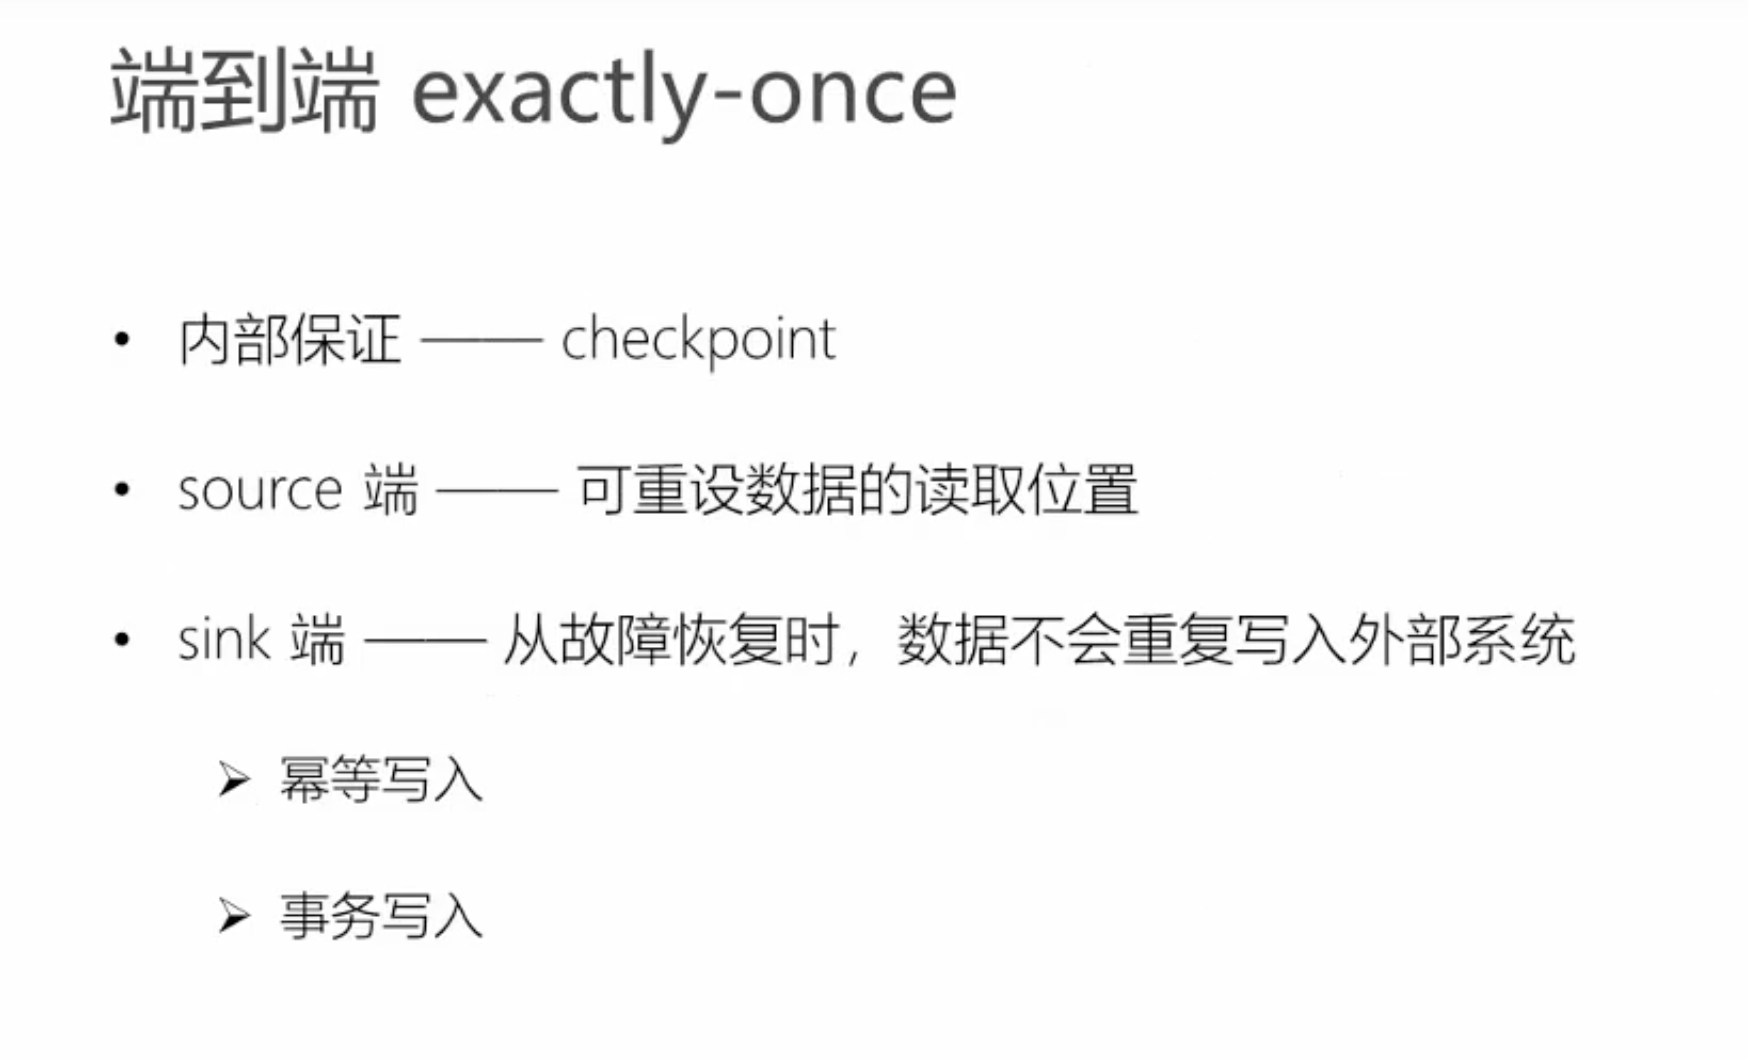 端到端 exactly-once
• 内部保证 —— checkpoint
• source 端 —— 可重设数据的读取位置
• sink 端 —— 从故障恢复时，数据不会重复写入外部系统
➢ 幂等写入
➢ 事务写入